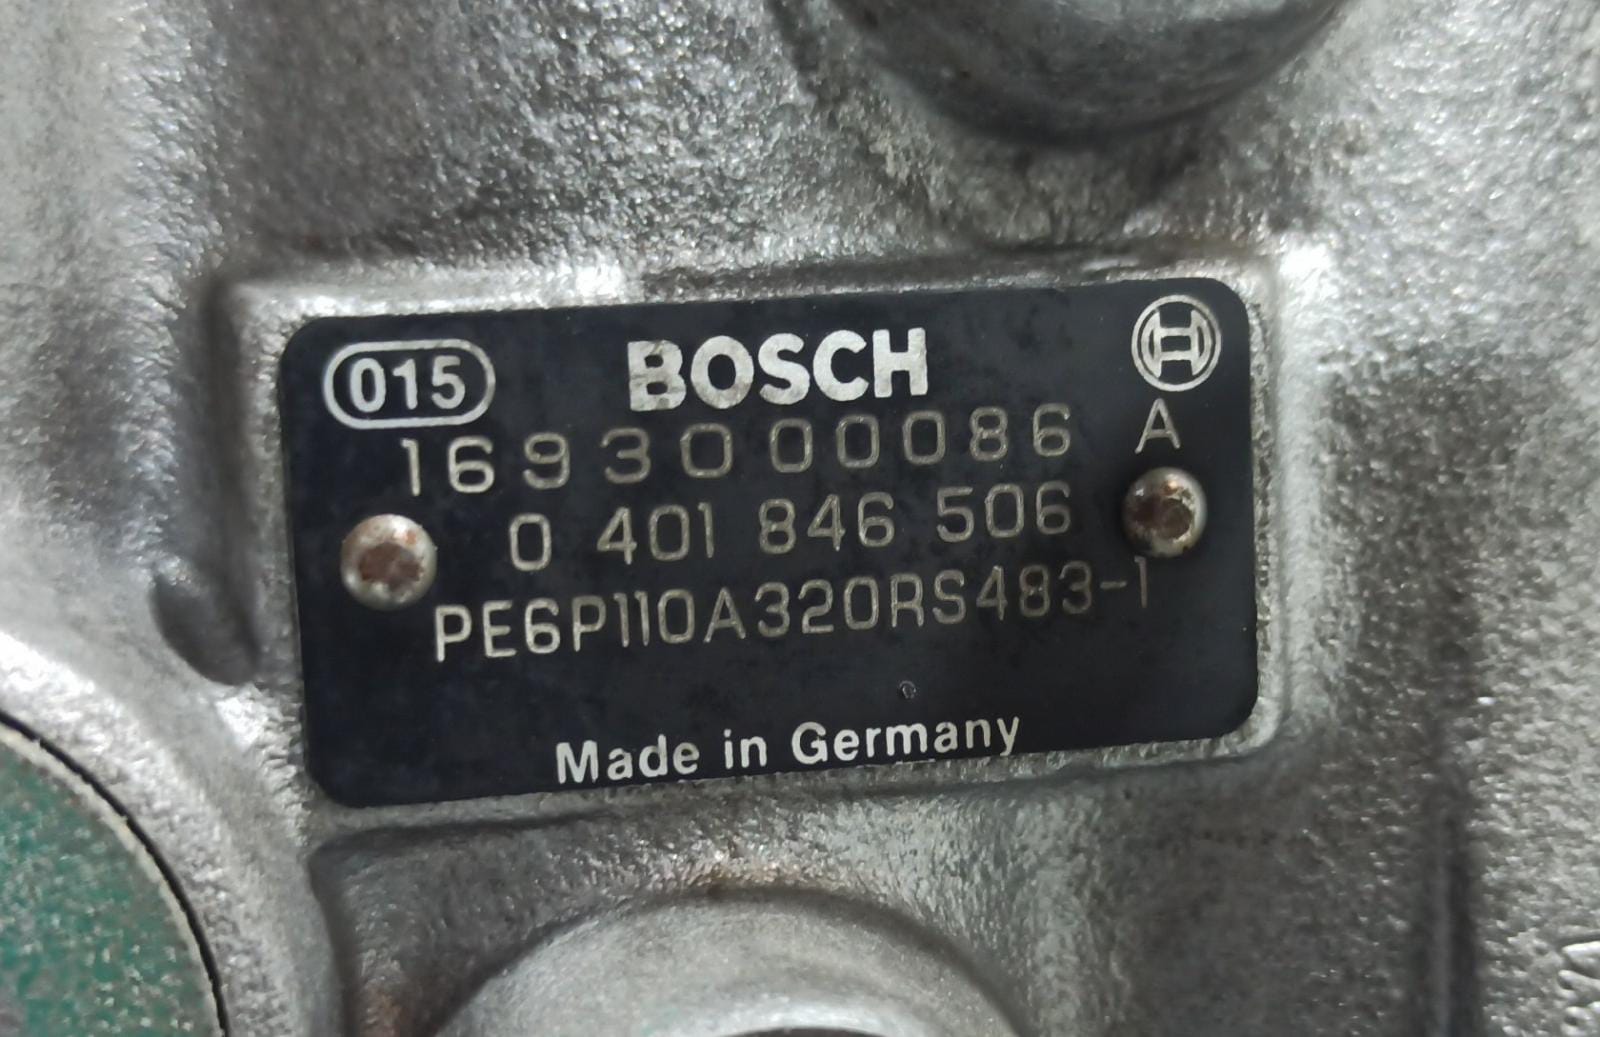 015 BOSCH
1693000086 A
0 401 846 506
PE6P110A320RS483-1
Made in Germany